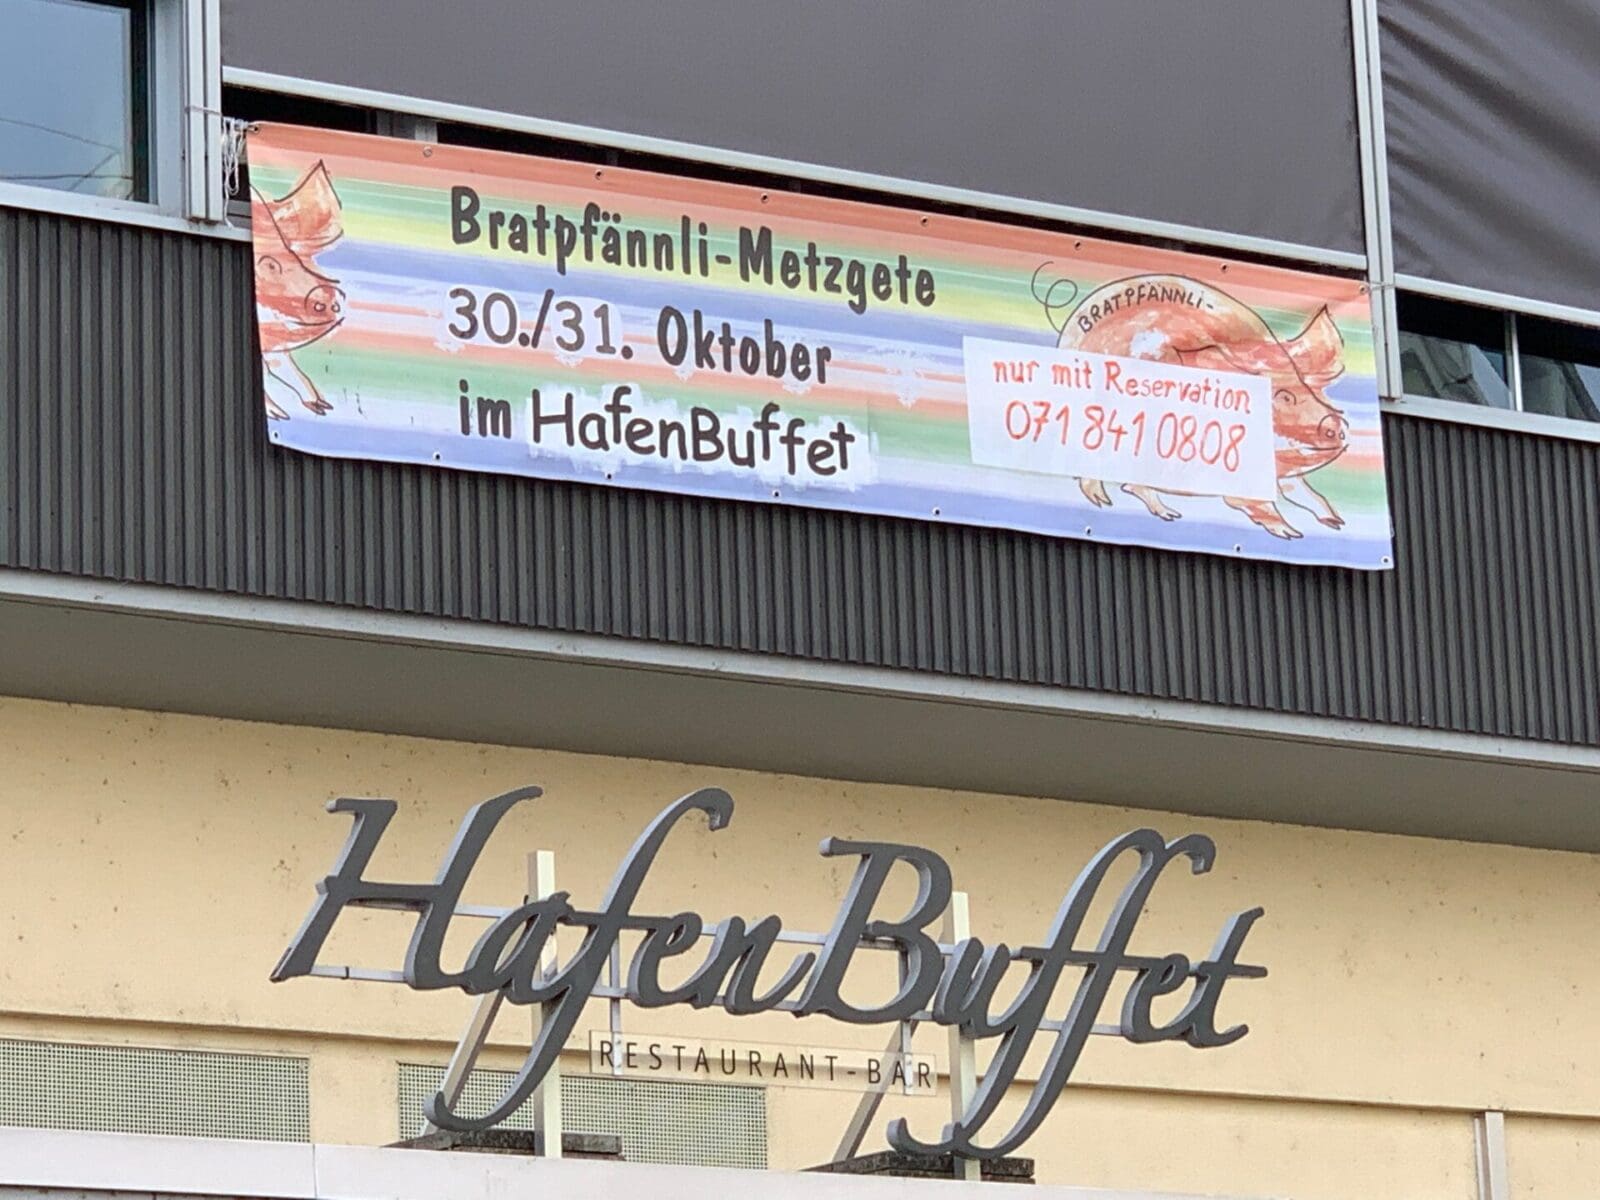 Bratpfännli-Metzgete
30./31. Oktober
im HafenBuffet
BRATPFÄNNLI-
nur mit Reservation
071 841 0808
HafenBuffet
RESTAURANT-BAR